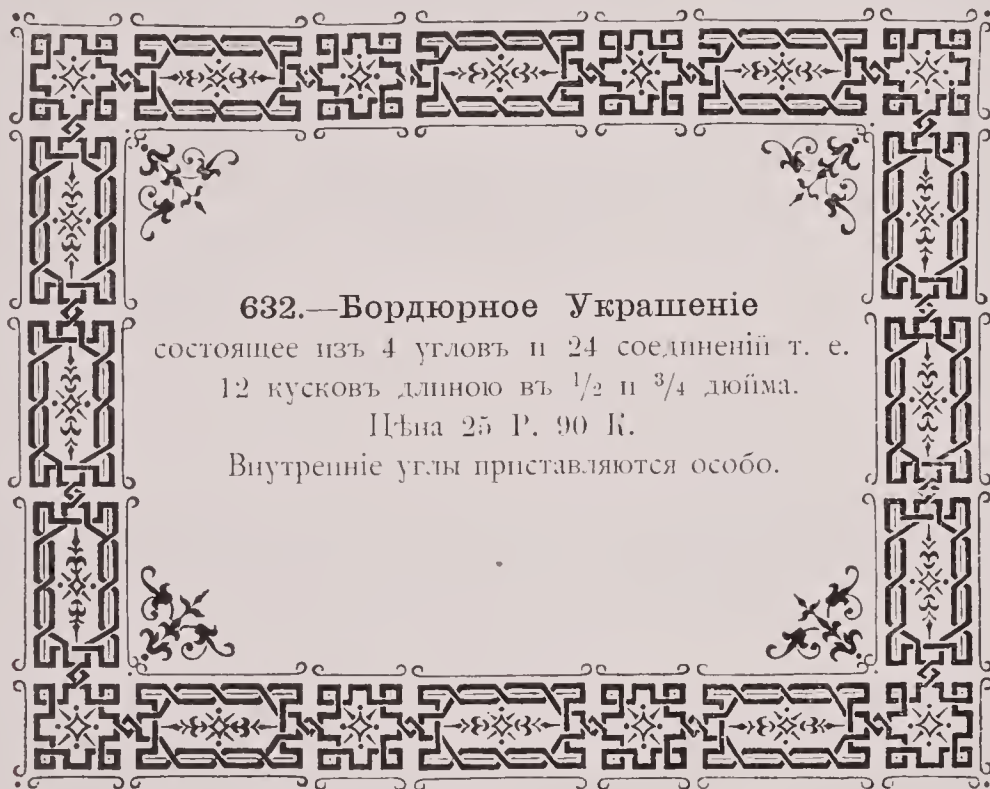 632.—Бордюрное Украшеніе
состоящее изъ 4 угловъ и 24 соединеній т. е.
12 кусковъ длиною въ 1/2 и 3/4 дюйма.
Цѣна 25 Р. 90 К.
Внутренніе углы приставляются особо.